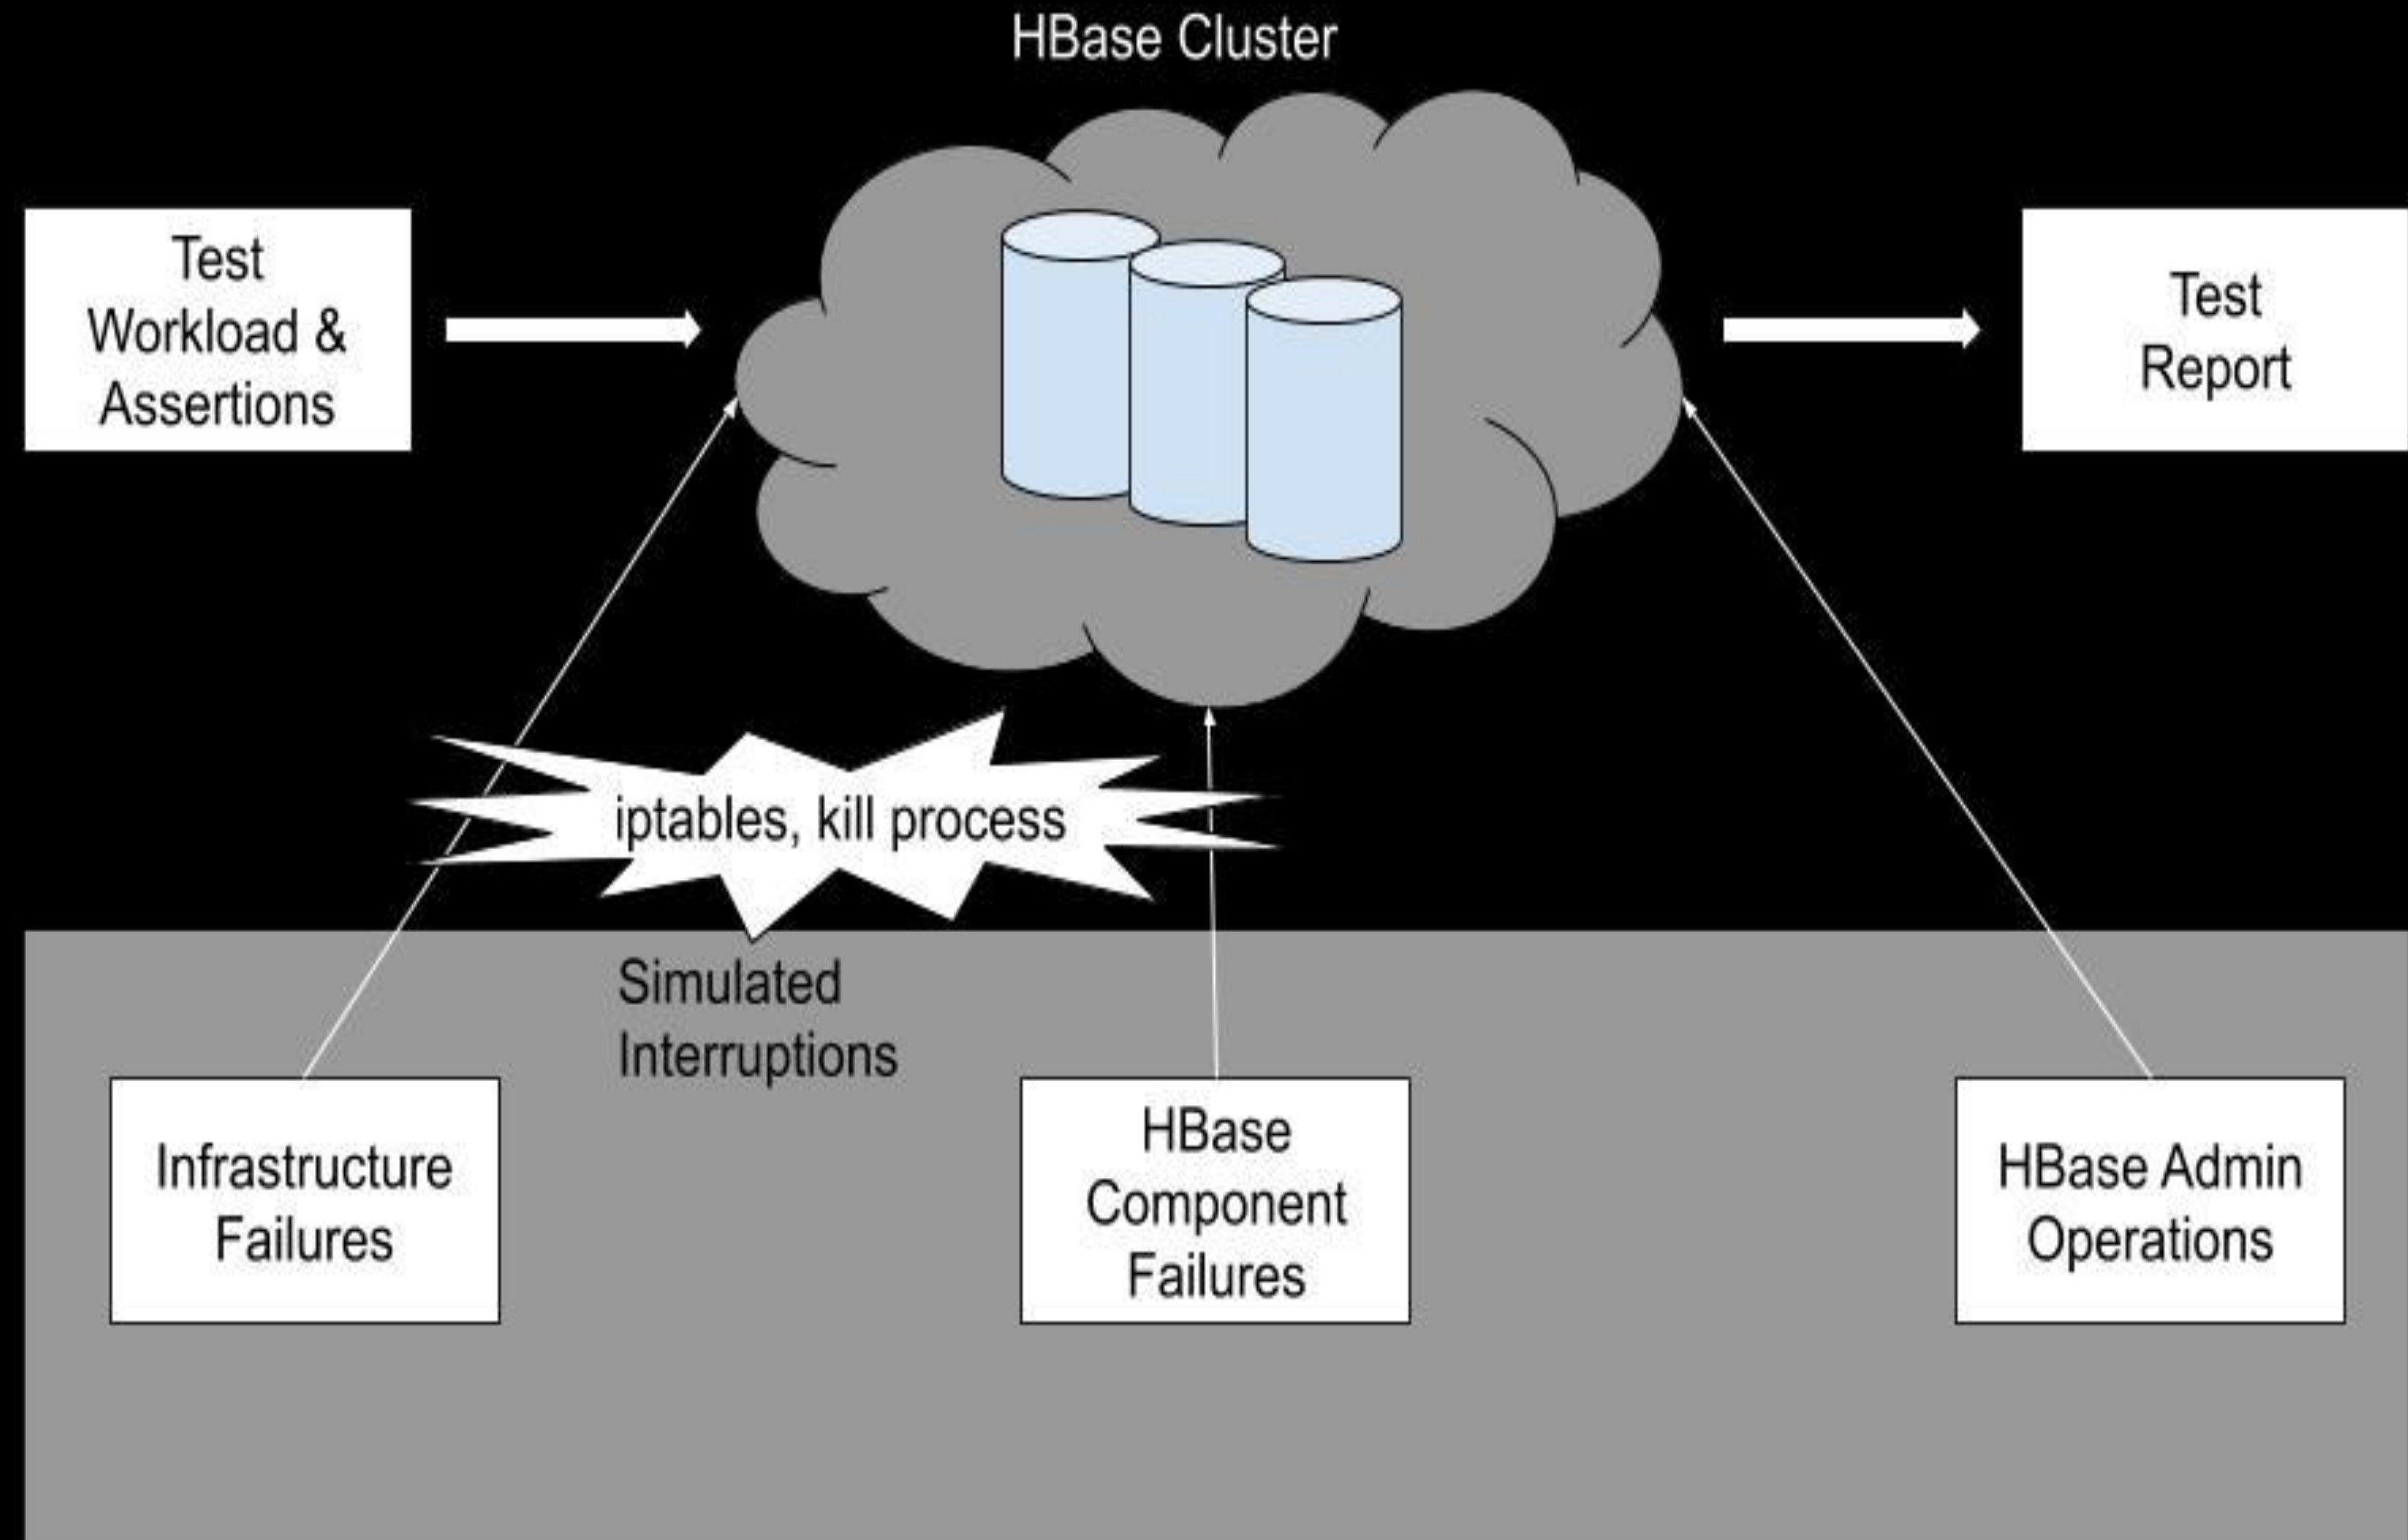 HBase Cluster
Test
Workload &
Assertions
Test
Report
iptables, kill process
Simulated
Interruptions
Infrastructure
Failures
HBase
Component
Failures
HBase Admin
Operations